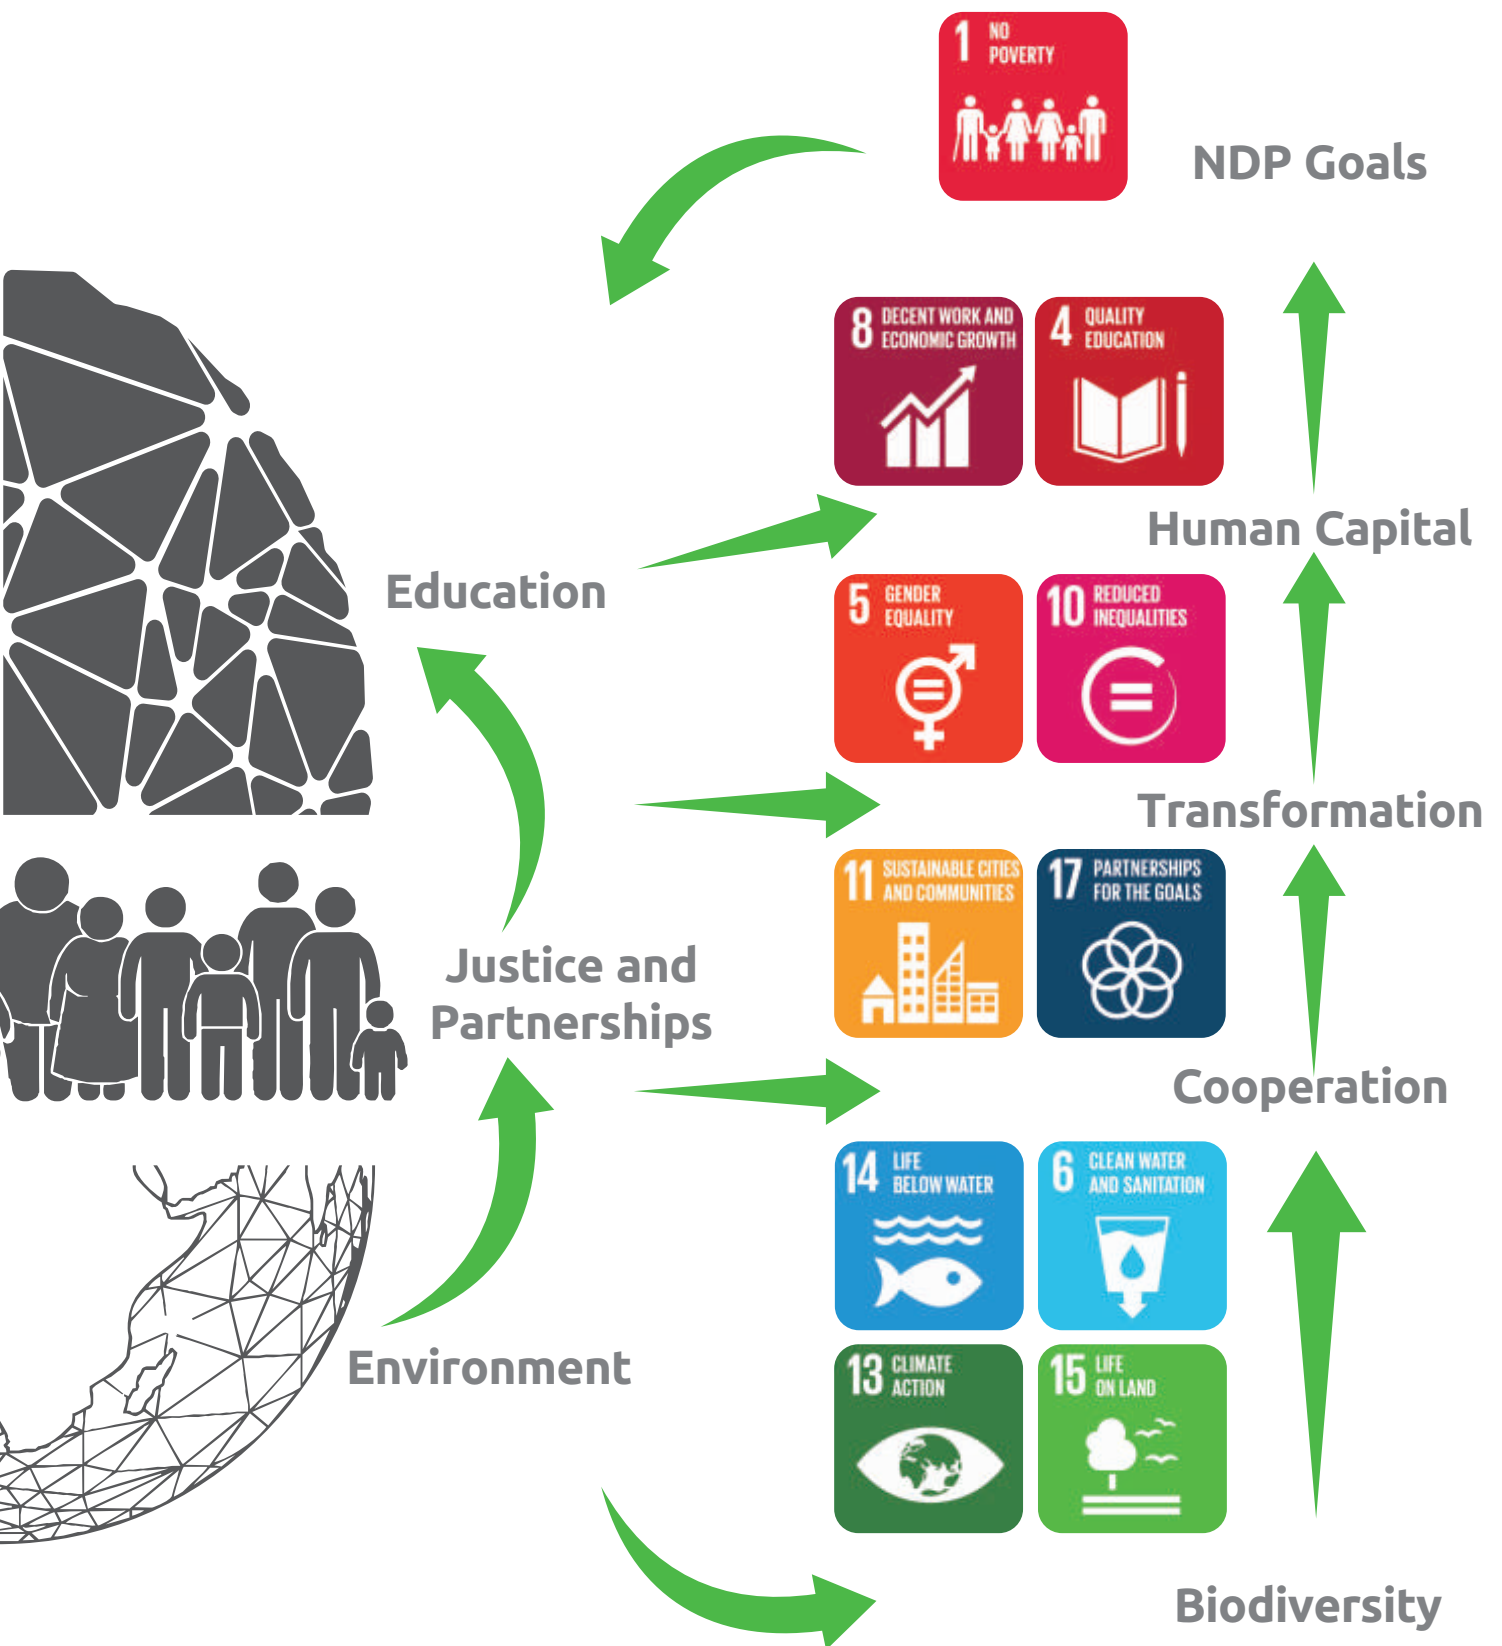 1 NO
POVERTY
NDP Goals
8 DECENT WORK AND
ECONOMIC GROWTH
4 QUALITY
EDUCATION
Human Capital
Education
5 GENDER
EQUALITY
10 REDUCED
INEQUALITIES
Transformation
11 SUSTAINABLE CITIES
AND COMMUNITIES
17 PARTNERSHIPS
FOR THE GOALS
Justice and
Partnerships
Cooperation
14 LIFE
BELOW WATER
6 CLEAN WATER
AND SANITATION
Environment
13 CLIMATE
ACTION
15 LIFE
ON LAND
Biodiversity